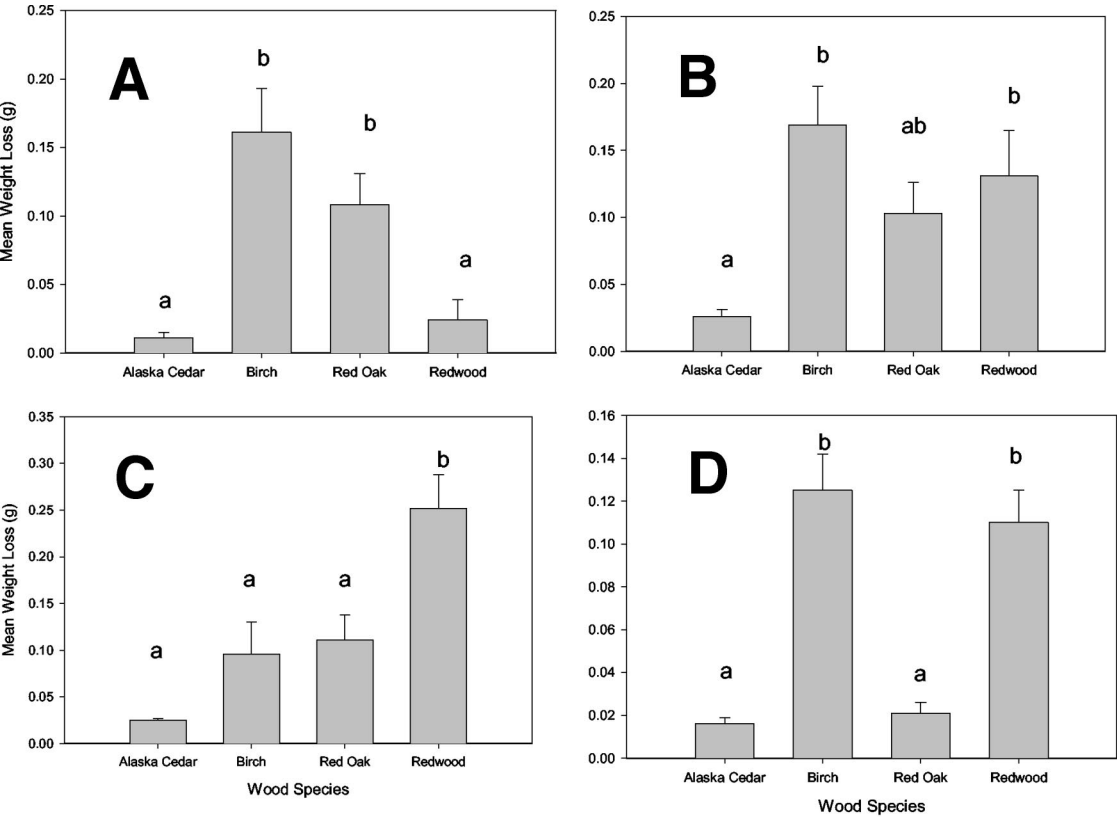 A
Mean Weight Loss (g)
0.25
0.20
0.15
0.10
0.05
0.00
a
b
b
a
Alaska Cedar Birch Red Oak Redwood
B
0.25
0.20
0.15
0.10
0.05
0.00
a
b
ab
b
Alaska Cedar Birch Red Oak Redwood
C
Mean Weight Loss (g)
0.35
0.30
0.25
0.20
0.15
0.10
0.05
0.00
a
a
a
b
Alaska Cedar Birch Red Oak Redwood
Wood Species
D
0.16
0.14
0.12
0.10
0.08
0.06
0.04
0.02
0.00
a
b
a
b
Alaska Cedar Birch Red Oak Redwood
Wood Species